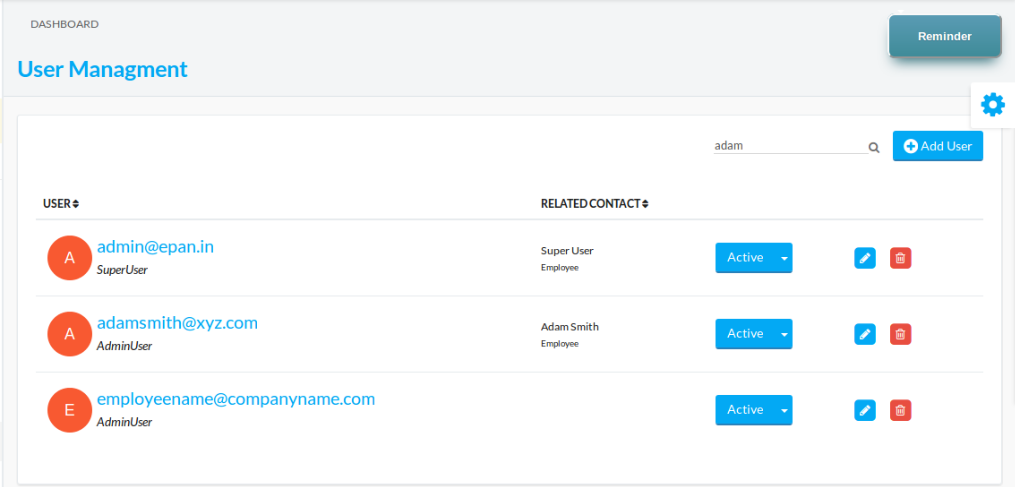 DASHBOARD
Reminder
User Managment
adam
Add User
USER
RELATED CONTACT
A
admin@epan.in
SuperUser
Super User
Employee
Active
A
adamsmith@xyz.com
AdminUser
Adam Smith
Employee
Active
E
employeename@companyname.com
AdminUser
Active